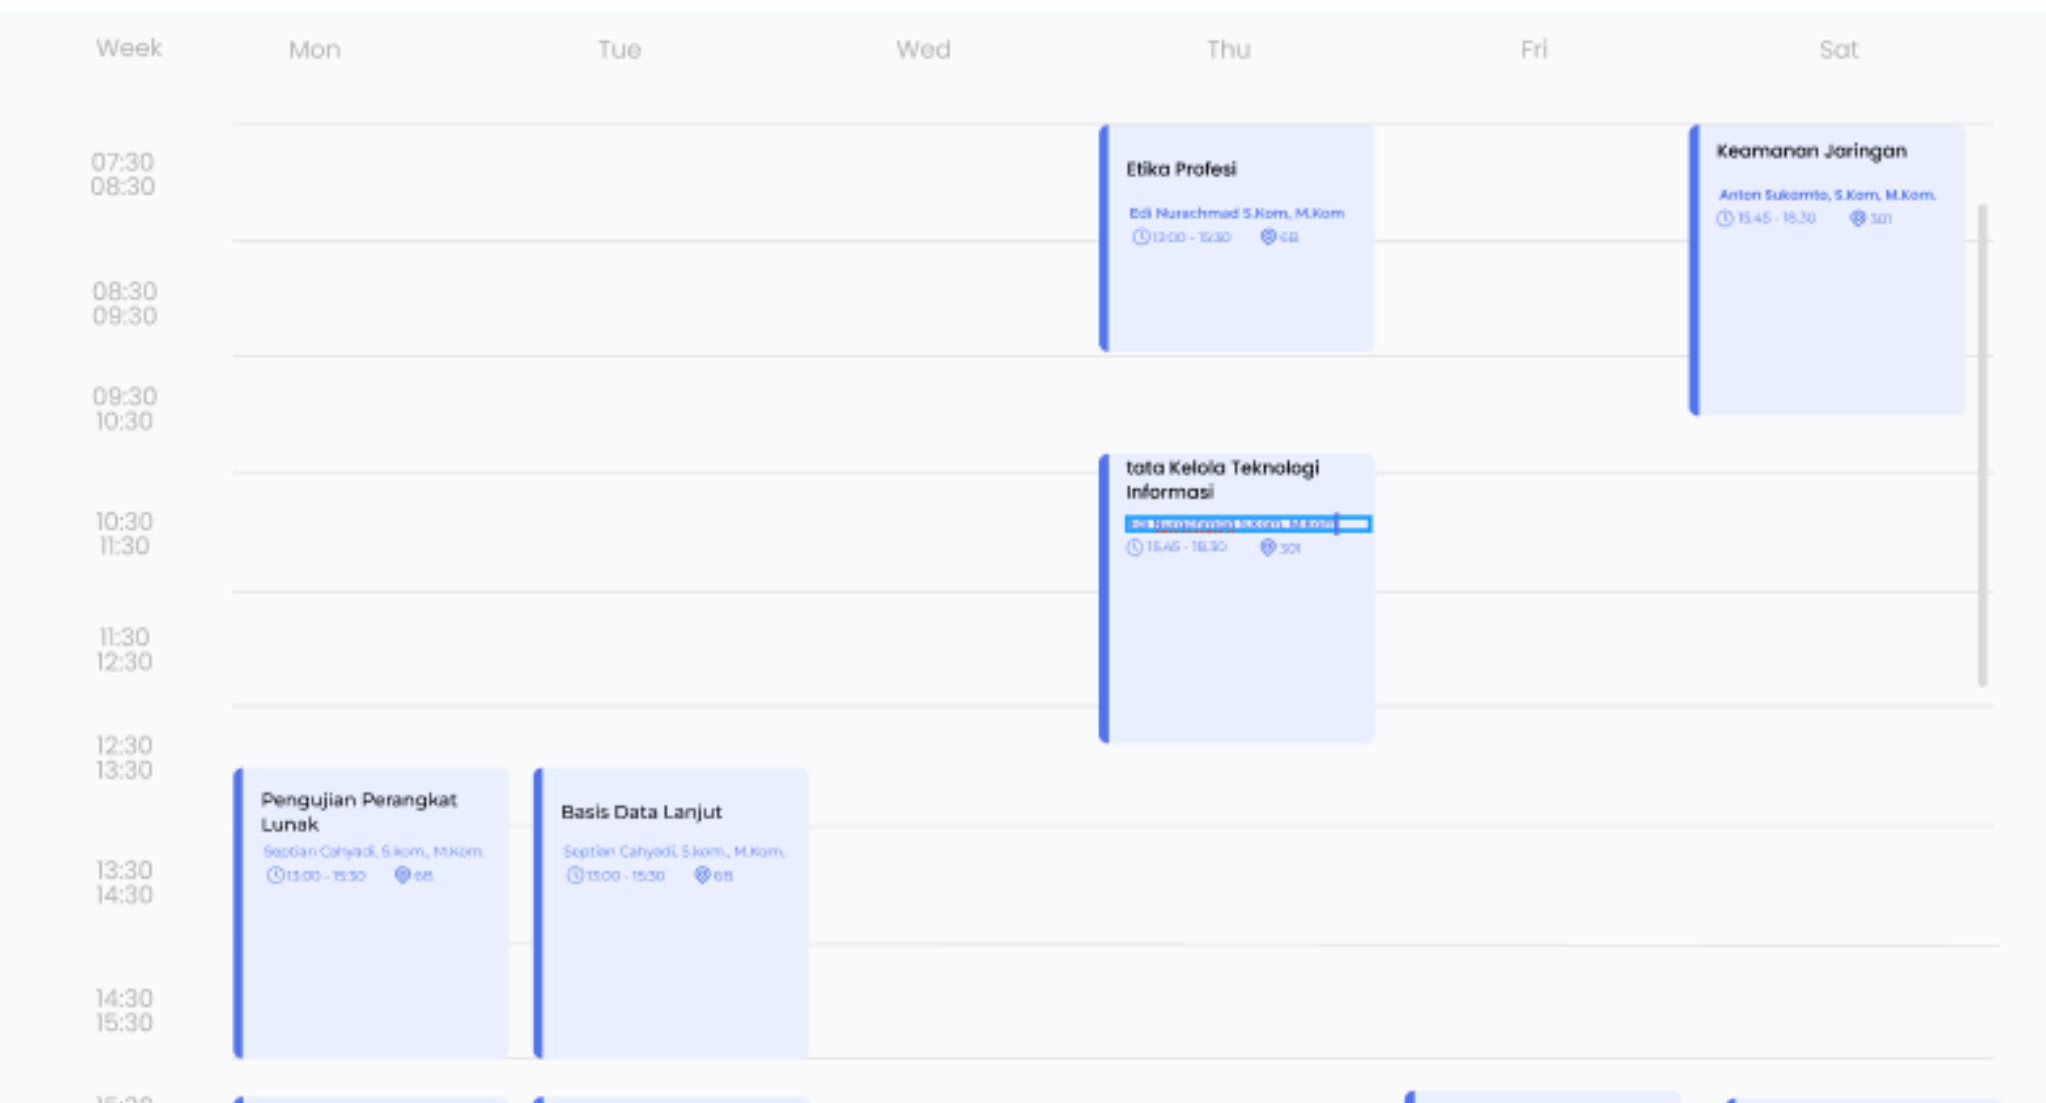 Week Mon Tue Wed Thu Fri Sat
07:30
08:30
Etika Profesi
Edi Nurachmad S.Kom, M.Kom
13:00 - 15:30 6B
Keamanan Jaringan
Anton Sukamto, S.Kom, M.Kom.
15.45 - 18.30 301
08:30
09:30
09:30
10:30
tata Kelola Teknologi
Informasi
Edi Nurachmad S.Kom, M.Kom
15.45 - 18.30 301
10:30
11:30
11:30
12:30
12:30
13:30
Pengujian Perangkat
Lunak
Septian Cahyadi, S.kom., M.Kom.
13:00 - 15:30 6B
Basis Data Lanjut
Septian Cahyadi, S.kom., M.Kom.
13:00 - 15:30 6B
13:30
14:30
14:30
15:30